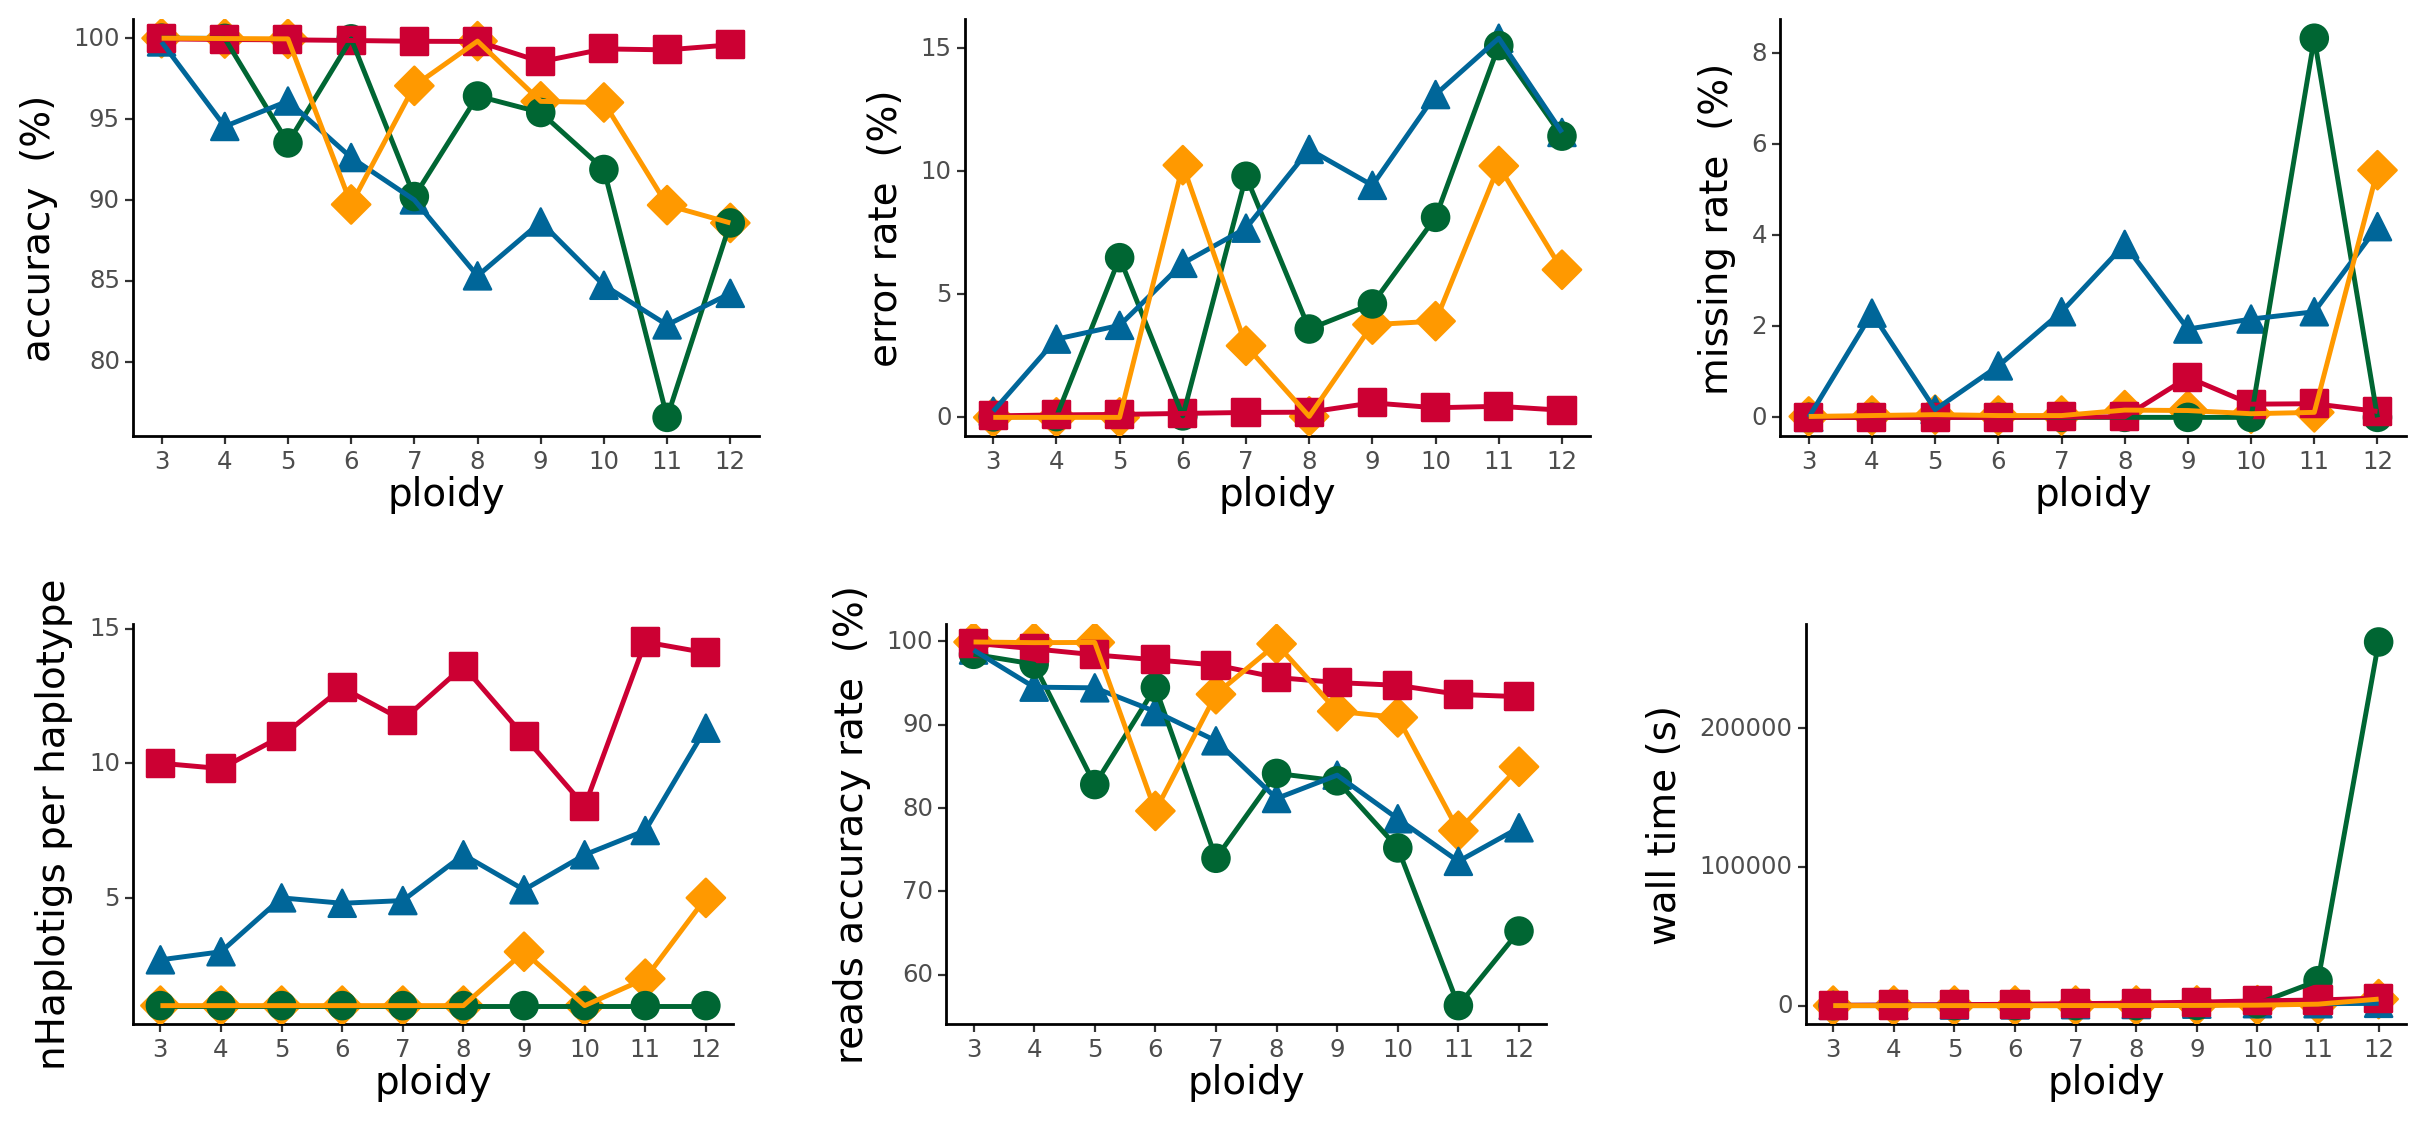 accuracy (%)
100
95
90
85
80
3 4 5 6 7 8 9 10 11 12
ploidy
error rate (%)
15
10
5
0
3 4 5 6 7 8 9 10 11 12
ploidy
missing rate (%)
8
6
4
2
0
3 4 5 6 7 8 9 10 11 12
ploidy
nHaplotigs per haplotype
15
10
5
3 4 5 6 7 8 9 10 11 12
ploidy
reads accuracy rate (%)
100
90
80
70
60
3 4 5 6 7 8 9 10 11 12
ploidy
wall time (s)
200000
100000
0
3 4 5 6 7 8 9 10 11 12
ploidy